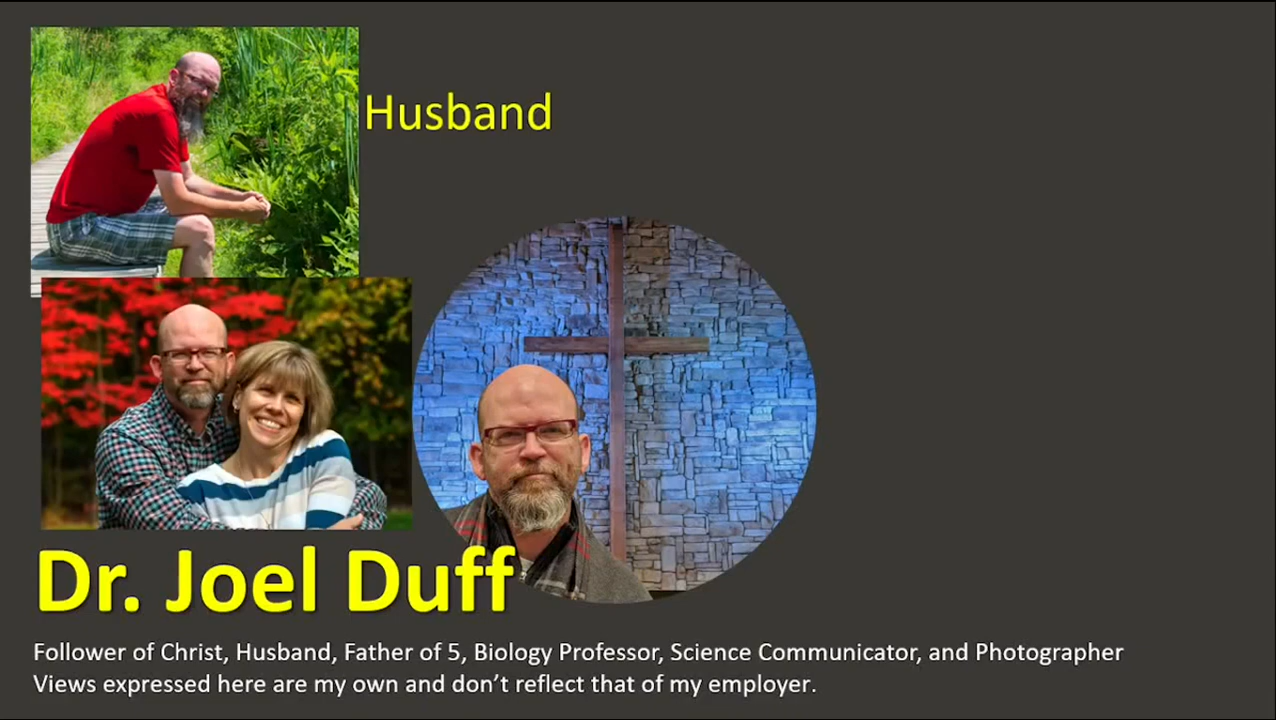 Husband
Dr. Joel Duff
Follower of Christ, Husband, Father of 5, Biology Professor, Science Communicator, and Photographer
Views expressed here are my own and don’t reflect that of my employer.